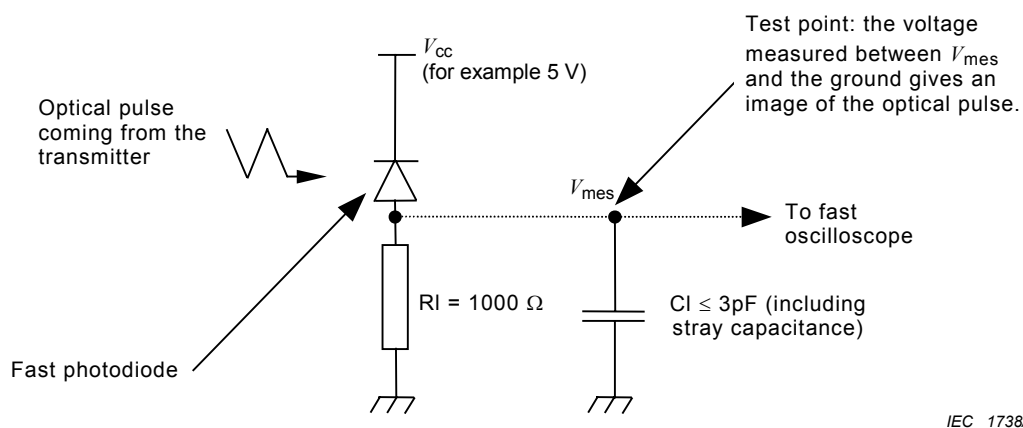 Test point: the voltage
measured between Vmes
and the ground gives an
image of the optical pulse.
Vcc
(for example 5 V)
Optical pulse
coming from the
transmitter
Vmes
To fast
oscilloscope
RI = 1000 Ω
CI ≤ 3pF (including
stray capacitance)
Fast photodiode
IEC 1738